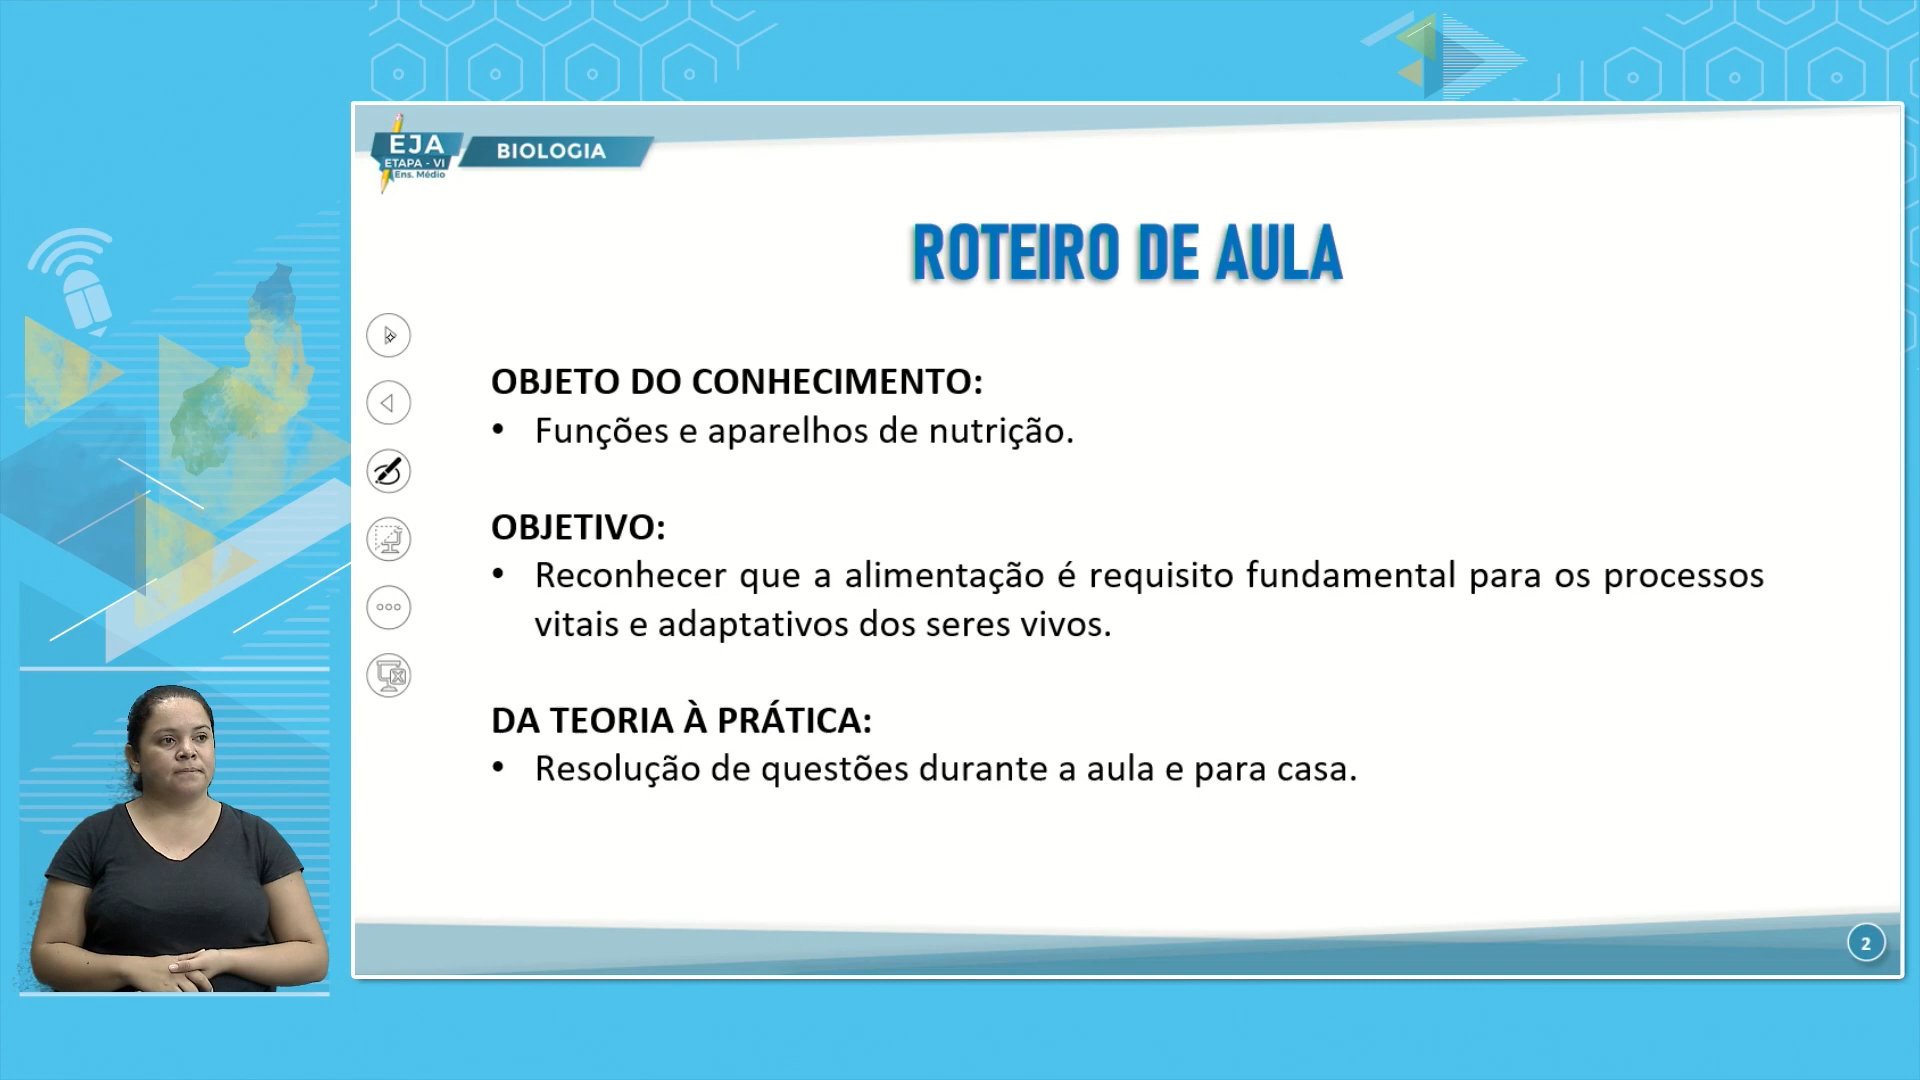 EJA
ETAPA - VI
Ens. Médio
BIOLOGIA
ROTEIRO DE AULA
OBJETO DO CONHECIMENTO:
• Funções e aparelhos de nutrição.
OBJETIVO:
• Reconhecer que a alimentação é requisito fundamental para os processos
vitais e adaptativos dos seres vivos.
DA TEORIA À PRÁTICA:
• Resolução de questões durante a aula e para casa.
2